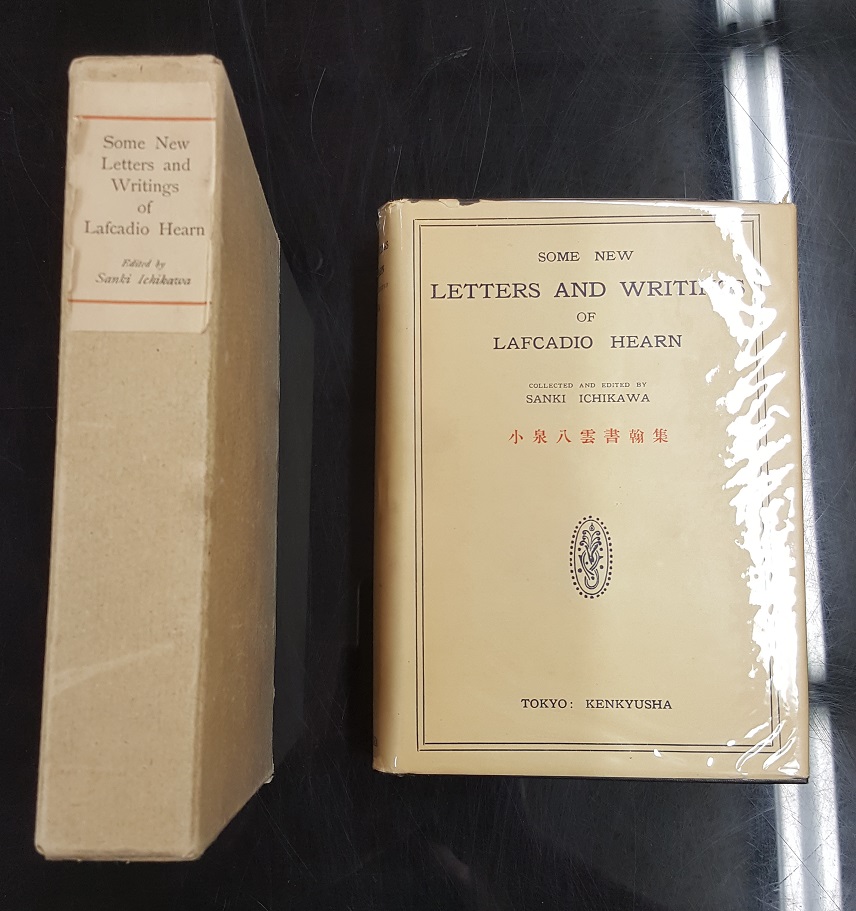 Some New
Letters and
Writings
of
Lafcadio Hearn
Edited by
Sanki Ichikawa
SOME NEW
LETTERS AND WRITINGS
OF
LAFCADIO HEARN
COLLECTED AND EDITED BY
SANKI ICHIKAWA
小泉八雲書翰集
TOKYO: KENKYUSHA